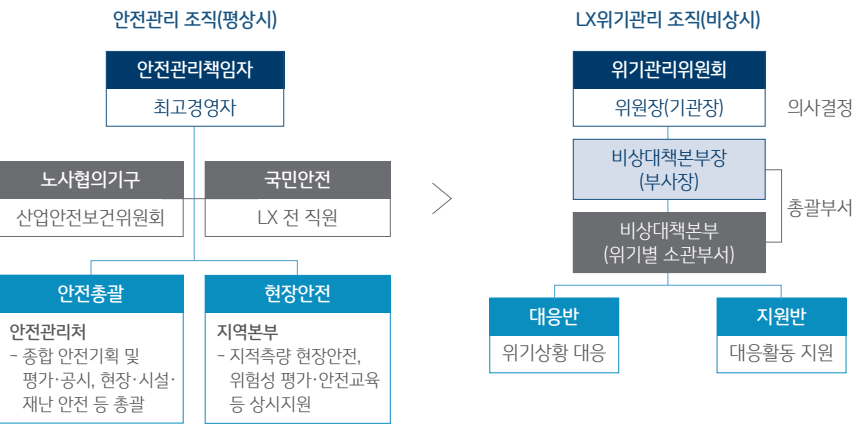 안전관리 조직(평상시)
안전관리책임자
최고경영자
노사협의기구
산업안전보건위원회
국민안전
LX 전 직원
안전총괄
안전관리처
- 종합 안전기획 및
평가·공시, 현장·시설·
재난 안전 등 총괄
현장안전
지역본부
- 지적측량 현장안전,
위험성 평가·안전교육
등 상시지원
LX위기관리 조직(비상시)
위기관리위원회
위원장(기관장)
의사결정
비상대책본부장
(부사장)
총괄부서
비상대책본부
(위기별 소관부서)
대응반
위기상황 대응
지원반
대응활동 지원